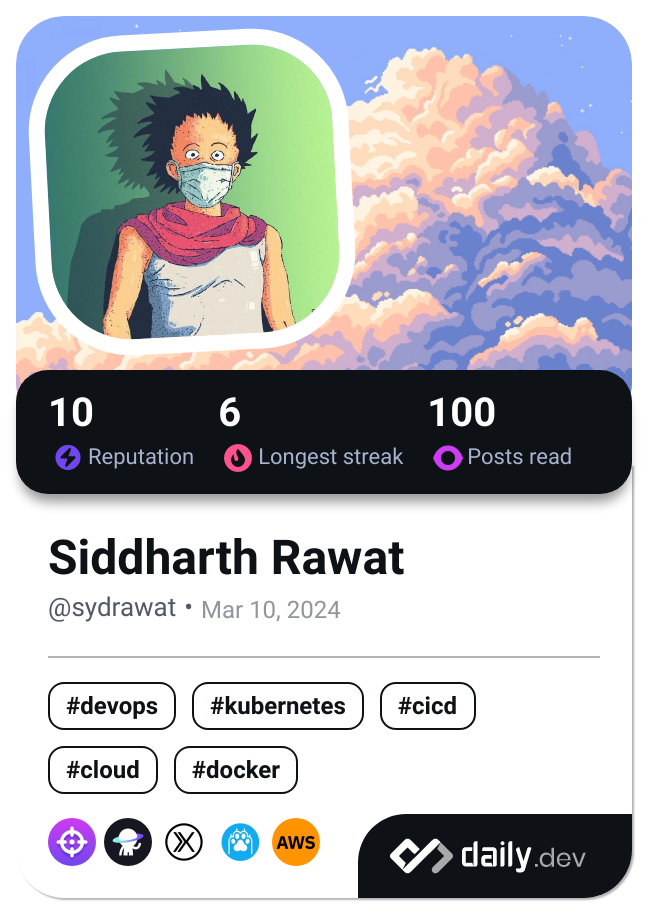 10 6 100
Reputation Longest streak Posts read
Siddharth Rawat
@sydrawat • Mar 10, 2024
#devops #kubernetes #cicd
#cloud #docker
AWS
daily.dev